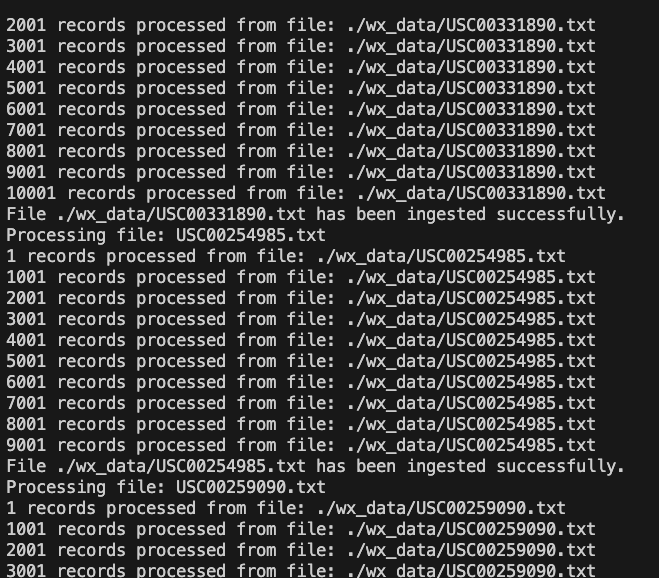 2001 records processed from file: ./wx_data/USC00331890.txt
3001 records processed from file: ./wx_data/USC00331890.txt
4001 records processed from file: ./wx_data/USC00331890.txt
5001 records processed from file: ./wx_data/USC00331890.txt
6001 records processed from file: ./wx_data/USC00331890.txt
7001 records processed from file: ./wx_data/USC00331890.txt
8001 records processed from file: ./wx_data/USC00331890.txt
9001 records processed from file: ./wx_data/USC00331890.txt
10001 records processed from file: ./wx_data/USC00331890.txt
File ./wx_data/USC00331890.txt has been ingested successfully.
Processing file: USC00254985.txt
1 records processed from file: ./wx_data/USC00254985.txt
1001 records processed from file: ./wx_data/USC00254985.txt
2001 records processed from file: ./wx_data/USC00254985.txt
3001 records processed from file: ./wx_data/USC00254985.txt
4001 records processed from file: ./wx_data/USC00254985.txt
5001 records processed from file: ./wx_data/USC00254985.txt
6001 records processed from file: ./wx_data/USC00254985.txt
7001 records processed from file: ./wx_data/USC00254985.txt
8001 records processed from file: ./wx_data/USC00254985.txt
9001 records processed from file: ./wx_data/USC00254985.txt
File ./wx_data/USC00254985.txt has been ingested successfully.
Processing file: USC00259090.txt
1 records processed from file: ./wx_data/USC00259090.txt
1001 records processed from file: ./wx_data/USC00259090.txt
2001 records processed from file: ./wx_data/USC00259090.txt
3001 records processed from file: ./wx_data/USC00259090.txt